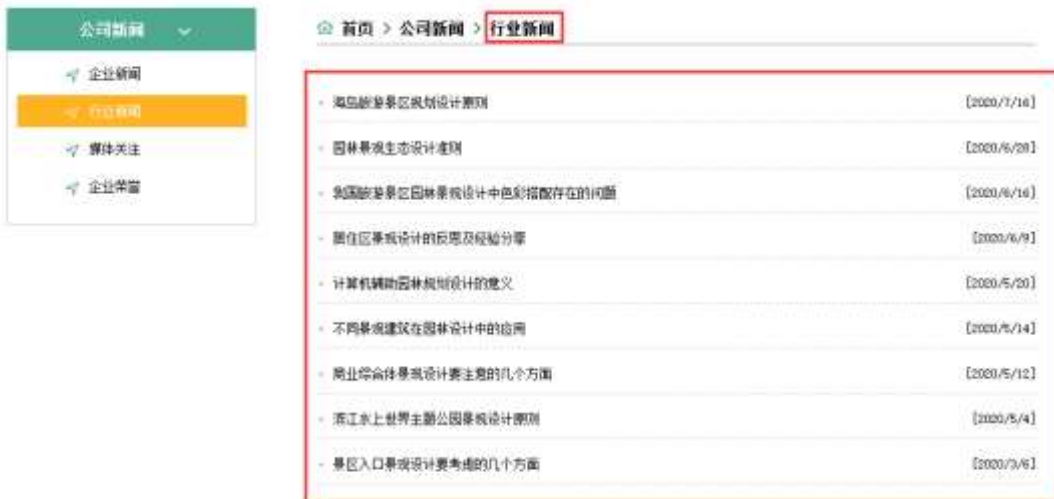 公司新闻
企业新闻
行业新闻
媒体关注
企业荣誉
首页 > 公司新闻 > 行业新闻
海岛旅游景区规划设计原则 [2020/7/16]
园林景观生态设计准则 [2020/6/28]
我国旅游景区园林景观设计中色彩搭配存在的问题 [2020/6/16]
居住区景观设计的反思及经验分享 [2020/6/9]
计算机辅助园林规划设计的意义 [2020/5/20]
不同景观建筑在园林设计中的应用 [2020/5/14]
商业综合体景观设计要注意的几个方面 [2020/5/12]
滨江水上世界主题公园景观设计原则 [2020/5/4]
景区入口景观设计要考虑的几个方面 [2020/3/6]